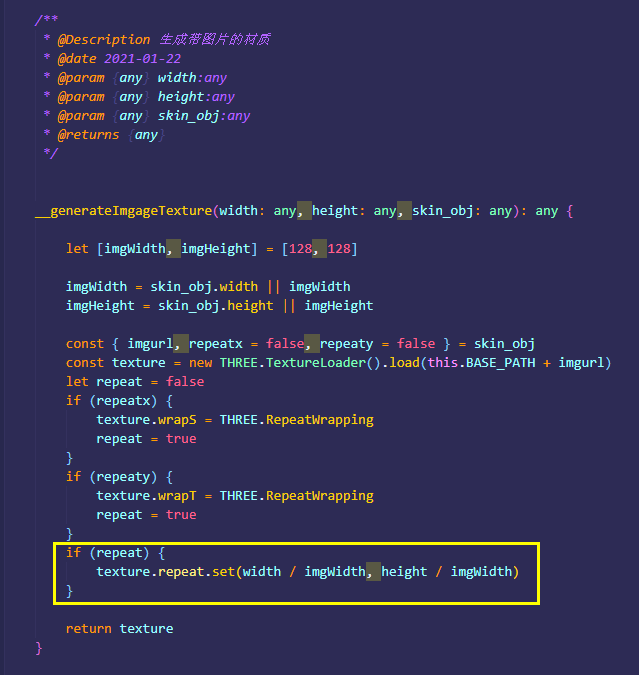 /**
 * @Description 生成带图片的材质
 * @date 2021-01-22
 * @param {any} width:any
 * @param {any} height:any
 * @param {any} skin_obj:any
 * @returns {any}
 */
__generateImgageTexture(width: any, height: any, skin_obj: any): any {
let [imgWidth, imgHeight] = [128, 128]
imgWidth = skin_obj.width || imgWidth
imgHeight = skin_obj.height || imgHeight
const { imgurl, repeatx = false, repeaty = false } = skin_obj
const texture = new THREE.TextureLoader().load(this.BASE_PATH + imgurl)
let repeat = false
if (repeatx) {
texture.wrapS = THREE.RepeatWrapping
repeat = true
}
if (repeaty) {
texture.wrapT = THREE.RepeatWrapping
repeat = true
}
if (repeat) {
texture.repeat.set(width / imgWidth, height / imgWidth)
}
return texture
}